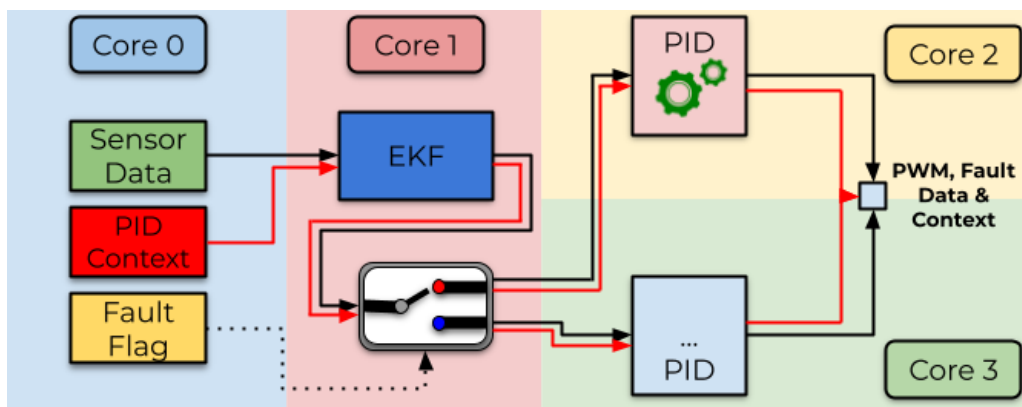 Core 0
Core 1
PID
Core 2
Sensor
Data
EKF
PWM, Fault
Data &
Context
PID
Context
Fault
Flag
...
PID
Core 3